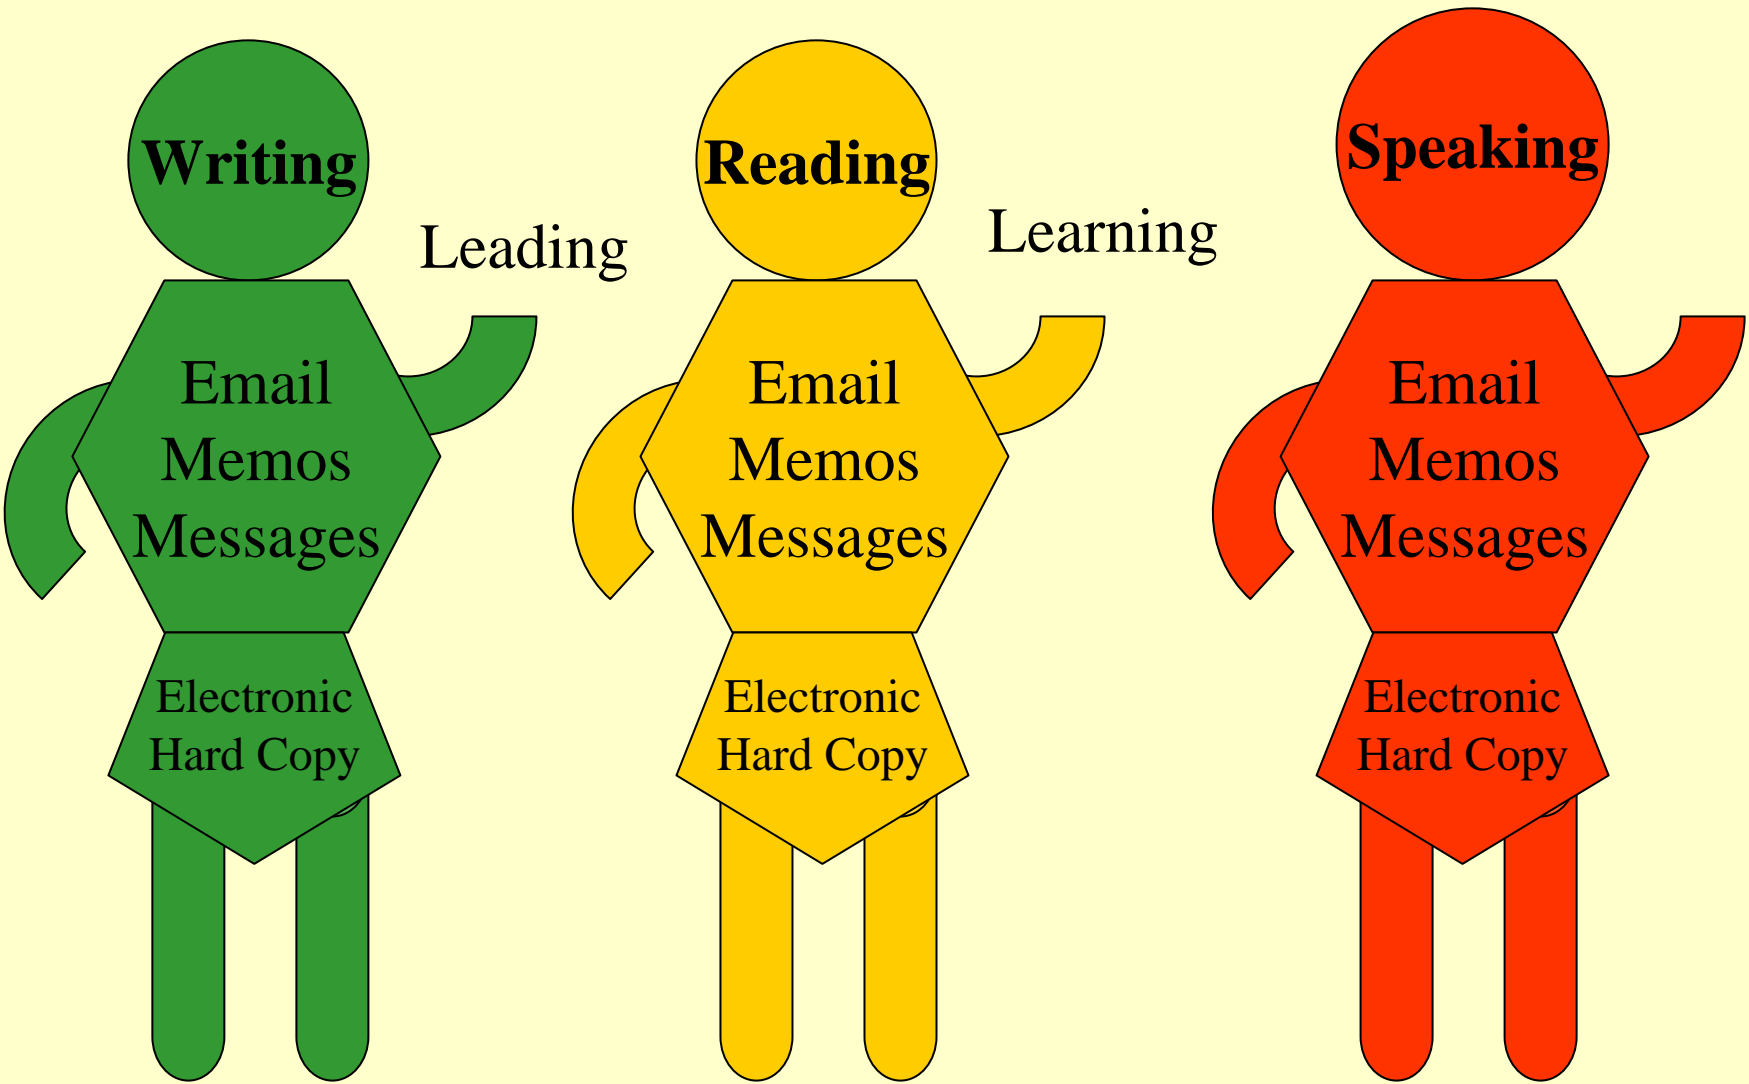 Writing
Reading
Speaking
Leading
Learning
Email
Memos
Messages
Electronic
Hard Copy
Email
Memos
Messages
Electronic
Hard Copy
Email
Memos
Messages
Electronic
Hard Copy